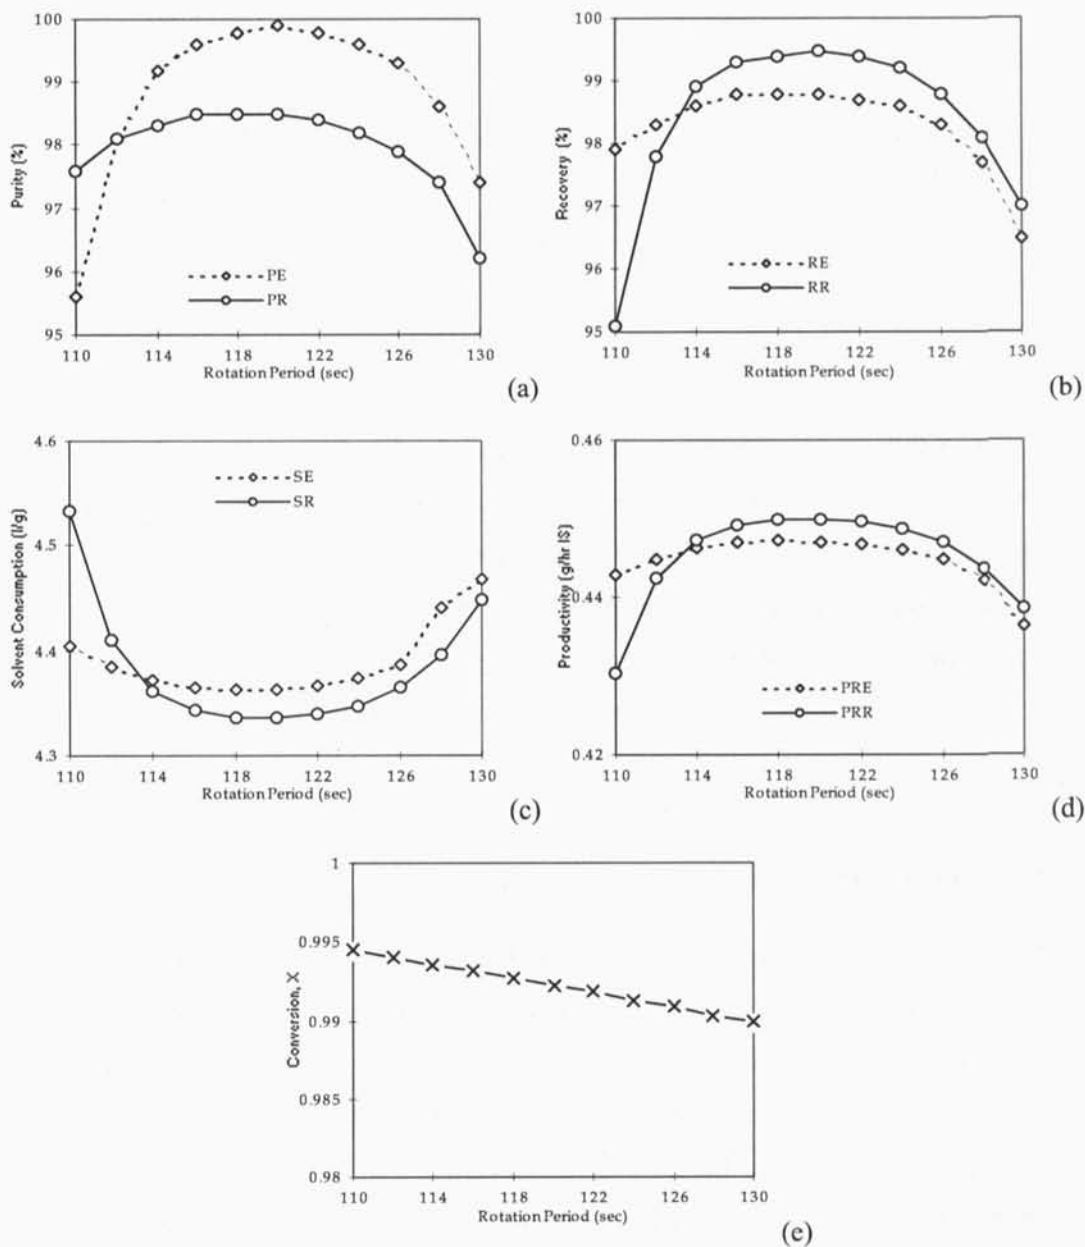 100
99
98
97
96
95
Purity (%)
PE
PR
110 114 118 122 126 130
Rotation Period (sec)
(a)
100
99
98
97
96
95
Recovery (%)
RE
RR
110 114 118 122 126 130
Rotation Period (sec)
(b)
4.6
4.5
4.4
4.3
Solvent Consumption (l/g)
SE
SR
110 114 118 122 126 130
Rotation Period (sec)
(c)
0.46
0.44
0.42
Productivity (g/hr lS)
PRE
PRR
110 114 118 122 126 130
Rotation Period (sec)
(d)
1
0.995
0.99
0.985
0.98
Conversion, X
110 114 118 122 126 130
Rotation Period (sec)
(e)